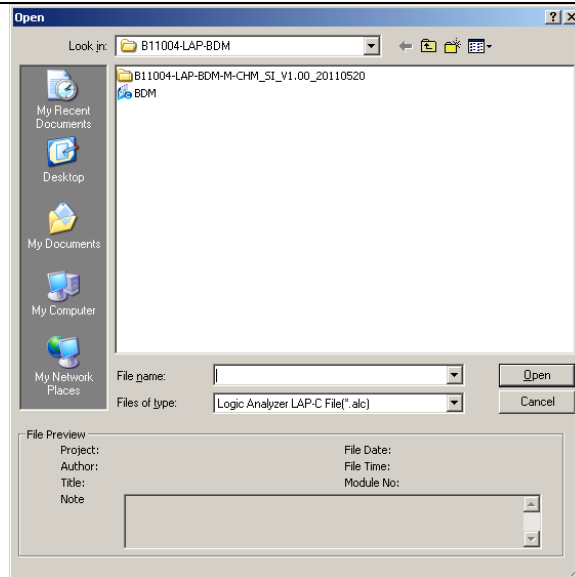 Open
Look in: B11004-LAP-BDM
B11004-LAP-BDM-M-CHM_SI_V1.00_20110520
BDM
My Recent
Documents
Desktop
My Documents
My Computer
My Network
Places
File name: Open
Files of type: Logic Analyzer LAP-C File(*.alc) Cancel
File Preview
Project: File Date:
Author: File Time:
Title: Module No:
Note